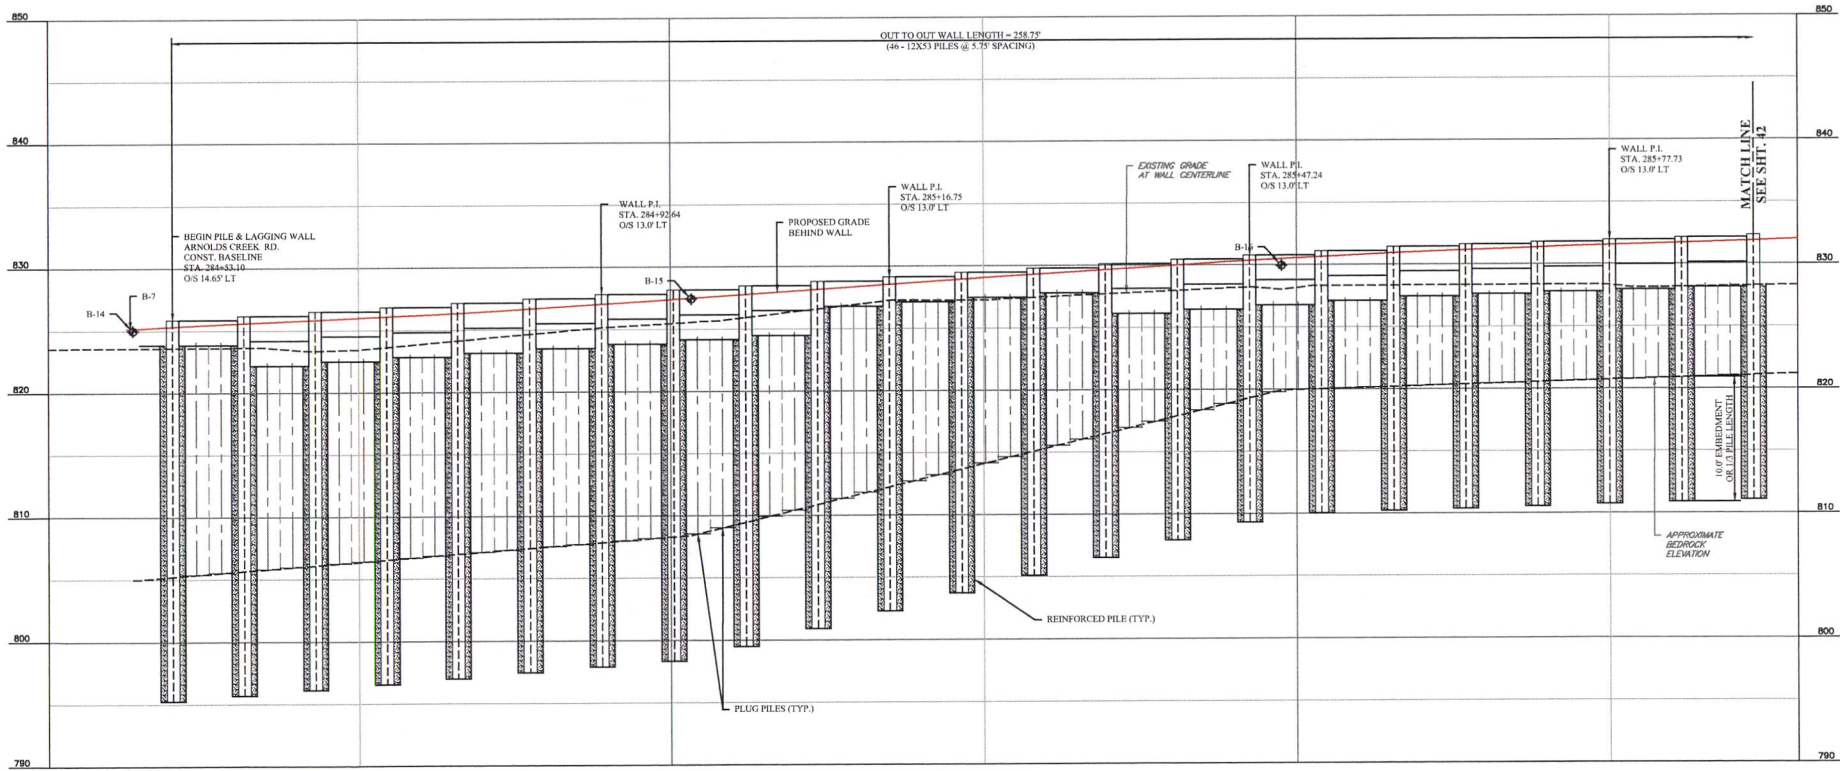 850
850
OUT TO OUT WALL LENGTH = 258.75'
(46 - 12X53 PILES @ 5.75' SPACING)
840
840
MATCH LINE
SEE SHT. 42
WALL P.I.
STA. 285+77.73
O/S 13.0' LT
EXISTING GRADE
AT WALL CENTERLINE
WALL P.I.
STA. 285+47.24
O/S 13.0' LT
WALL P.I.
STA. 285+16.75
O/S 13.0' LT
WALL P.I.
STA. 284+92.64
O/S 13.0' LT
PROPOSED GRADE
BEHIND WALL
BEGIN PILE & LAGGING WALL
ARNOLDS CREEK RD.
CONST. BASELINE
STA. 284+53.10
O/S 14.65' LT
B-16
830
830
B-15
B-7
B-14
820
820
10.0' EMBEDMENT
OR 1/3 PILE LENGTH
810
810
APPROXIMATE
BEDROCK
ELEVATION
REINFORCED PILE (TYP.)
800
800
PLUG PILES (TYP.)
790
790